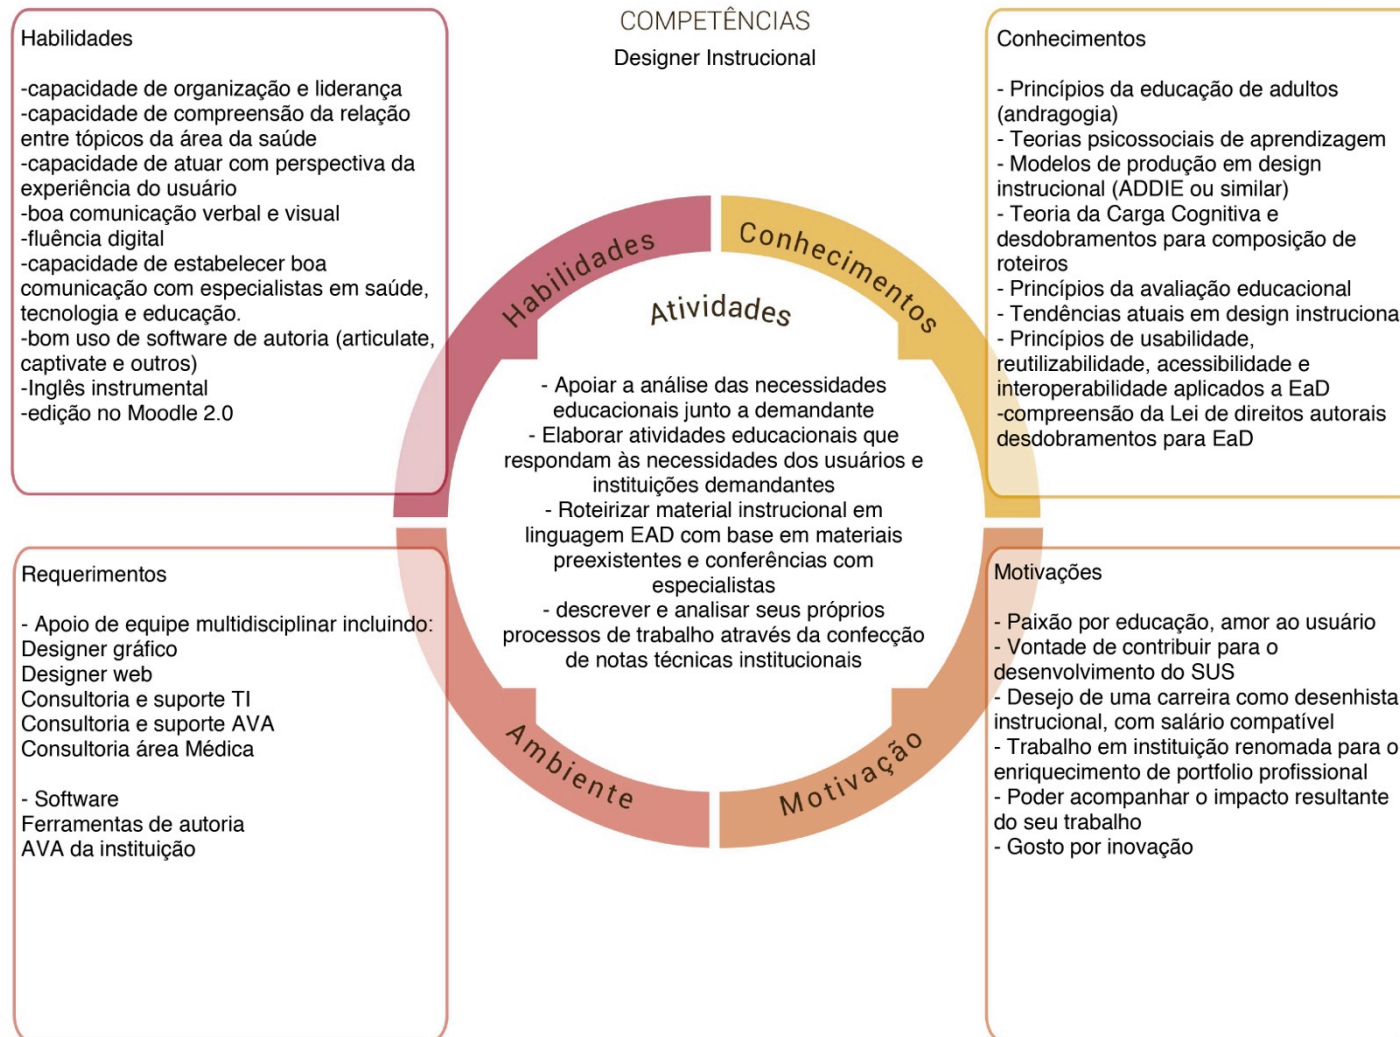 COMPETÊNCIAS
Designer Instrucional
Habilidades
-capacidade de organização e liderança
-capacidade de compreensão da relação
entre tópicos da área da saúde
-capacidade de atuar com perspectiva da
experiência do usuário
-boa comunicação verbal e visual
-fluência digital
-capacidade de estabelecer boa
comunicação com especialistas em saúde,
tecnologia e educação.
-bom uso de software de autoria (articulate,
captivate e outros)
-Inglês instrumental
-edição no Moodle 2.0
Conhecimentos
- Princípios da educação de adultos
(andragogia)
- Teorias psicossociais de aprendizagem
- Modelos de produção em design
instrucional (ADDIE ou similar)
- Teoria da Carga Cognitiva e
desdobramentos para composição de
roteiros
- Princípios da avaliação educacional
- Tendências atuais em design instruciona
- Princípios de usabilidade,
reutilizabilidade, acessibilidade e
interoperabilidade aplicados a EaD
-compreensão da Lei de direitos autorais
desdobramentos para EaD
Habilidades
Conhecimentos
Atividades
- Apoiar a análise das necessidades
educacionais junto a demandante
- Elaborar atividades educacionais que
respondam às necessidades dos usuários e
instituições demandantes
- Roteirizar material instrucional em
linguagem EAD com base em materiais
preexistentes e conferências com
especialistas
- descrever e analisar seus próprios
processos de trabalho através da confecção
de notas técnicas institucionais
Ambiente
Motivação
Requerimentos
- Apoio de equipe multidisciplinar incluindo:
Designer gráfico
Designer web
Consultoria e suporte TI
Consultoria e suporte AVA
Consultoria área Médica
- Software
Ferramentas de autoria
AVA da instituição
Motivações
- Paixão por educação, amor ao usuário
- Vontade de contribuir para o
desenvolvimento do SUS
- Desejo de uma carreira como desenhista
instrucional, com salário compatível
- Trabalho em instituição renomada para o
enriquecimento de portfolio profissional
- Poder acompanhar o impacto resultante
do seu trabalho
- Gosto por inovação